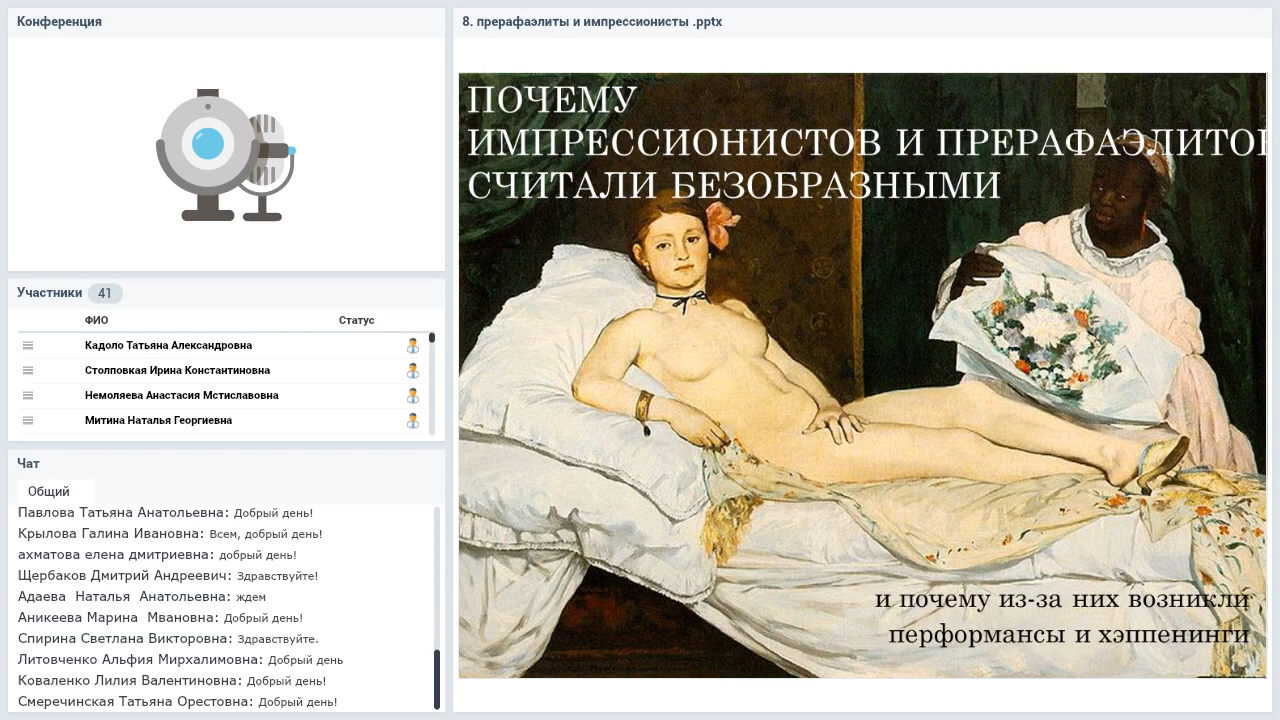 Конференция
Участники 41
ФИО Статус
Кадоло Татьяна Александровна
Столповкая Ирина Константиновна
Немоляева Анастасия Мстиславовна
Митина Наталья Георгиевна
Чат
Общий
Павлова Татьяна Анатольевна: Добрый день!
Крылова Галина Ивановна: Всем, добрый день!
ахматова елена дмитриевна: добрый день!
Щербаков Дмитрий Андреевич: Здравствуйте!
Адаева Наталья Анатольевна: ждем
Аникеева Марина Мвановна: Добрый день!
Спирина Светлана Викторовна: Здравствуйте.
Литовченко Альфия Мирхалимовна: Добрый день
Коваленко Лилия Валентиновна: Добрый день!
Смеречинская Татьяна Орестовна: Добрый день!
8. прерафаэлиты и импрессионисты .pptx
ПОЧЕМУ
ИМПРЕССИОНИСТОВ И ПРЕРАФАЭЛИТОВ
СЧИТАЛИ БЕЗОБРАЗНЫМИ
и почему из-за них возникли
перформансы и хэппенинги